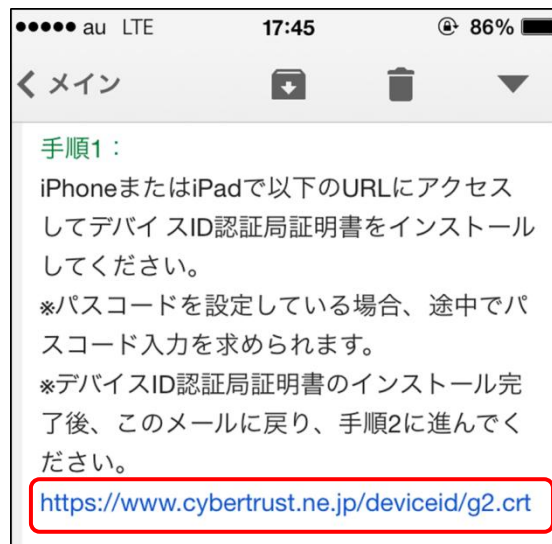 ●●●●● au LTE 17:45 86%
メイン
手順1：
iPhoneまたはiPadで以下のURLにアクセス
してデバイ スID認証局証明書をインストール
してください。
※パスコードを設定している場合、途中でパ
スコード入力を求められます。
※デバイスID認証局証明書のインストール完
了後、このメールに戻り、手順2に進んでく
ださい。
https://www.cybertrust.ne.jp/deviceid/g2.crt